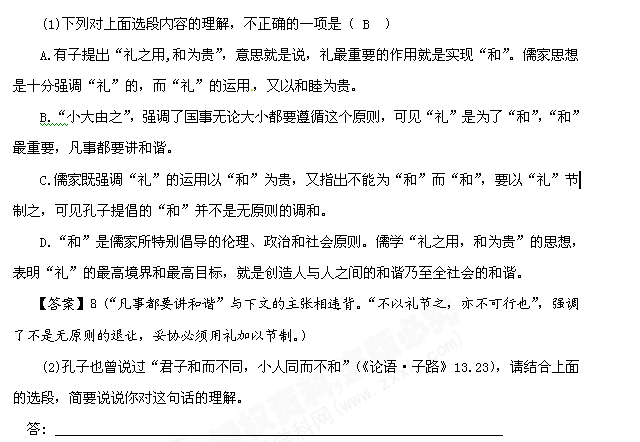 (1)下列对上面选段内容的理解，不正确的一项是（ B ）
A.有子提出“礼之用,和为贵”，意思就是说，礼最重要的作用就是实现“和”。儒家思想
是十分强调“礼”的，而“礼”的运用，又以和睦为贵。
B.“小大由之”，强调了国事无论大小都要遵循这个原则，可见“礼”是为了“和”，“和”
最重要，凡事都要讲和谐。
C.儒家既强调“礼”的运用以“和”为贵，又指出不能为“和”而“和”，要以“礼”节
制之，可见孔子提倡的“和”并不是无原则的调和。
D.“和”是儒家所特别倡导的伦理、政治和社会原则。儒学“礼之用，和为贵”的思想，
表明“礼”的最高境界和最高目标，就是创造人与人之间的和谐乃至全社会的和谐。
【答案】B(“凡事都要讲和谐”与下文的主张相违背。“不以礼节之，亦不可行也”，强调
了不是无原则的退让，妥协必须用礼加以节制。)
(2)孔子也曾说过“君子和而不同，小人同而不和”(《论语·子路》13.23)，请结合上面
的选段，简要说说你对这句话的理解。
答：